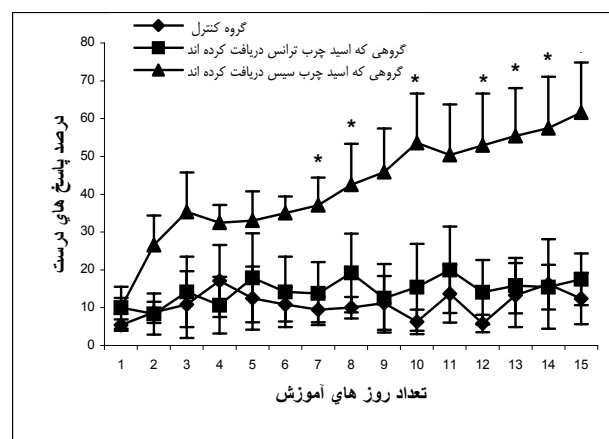 گروه کنترل
گروهی که اسید چرب ترانس دریافت کرده اند
گروهی که اسید چرب سیس دریافت کرده اند
درصد پاسخ هاي درست
80
70
60
50
40
30
20
10
0
* * * * * *
1 2 3 4 5 6 7 8 9 10 11 12 13 14 15
تعداد روز هاي آموزش